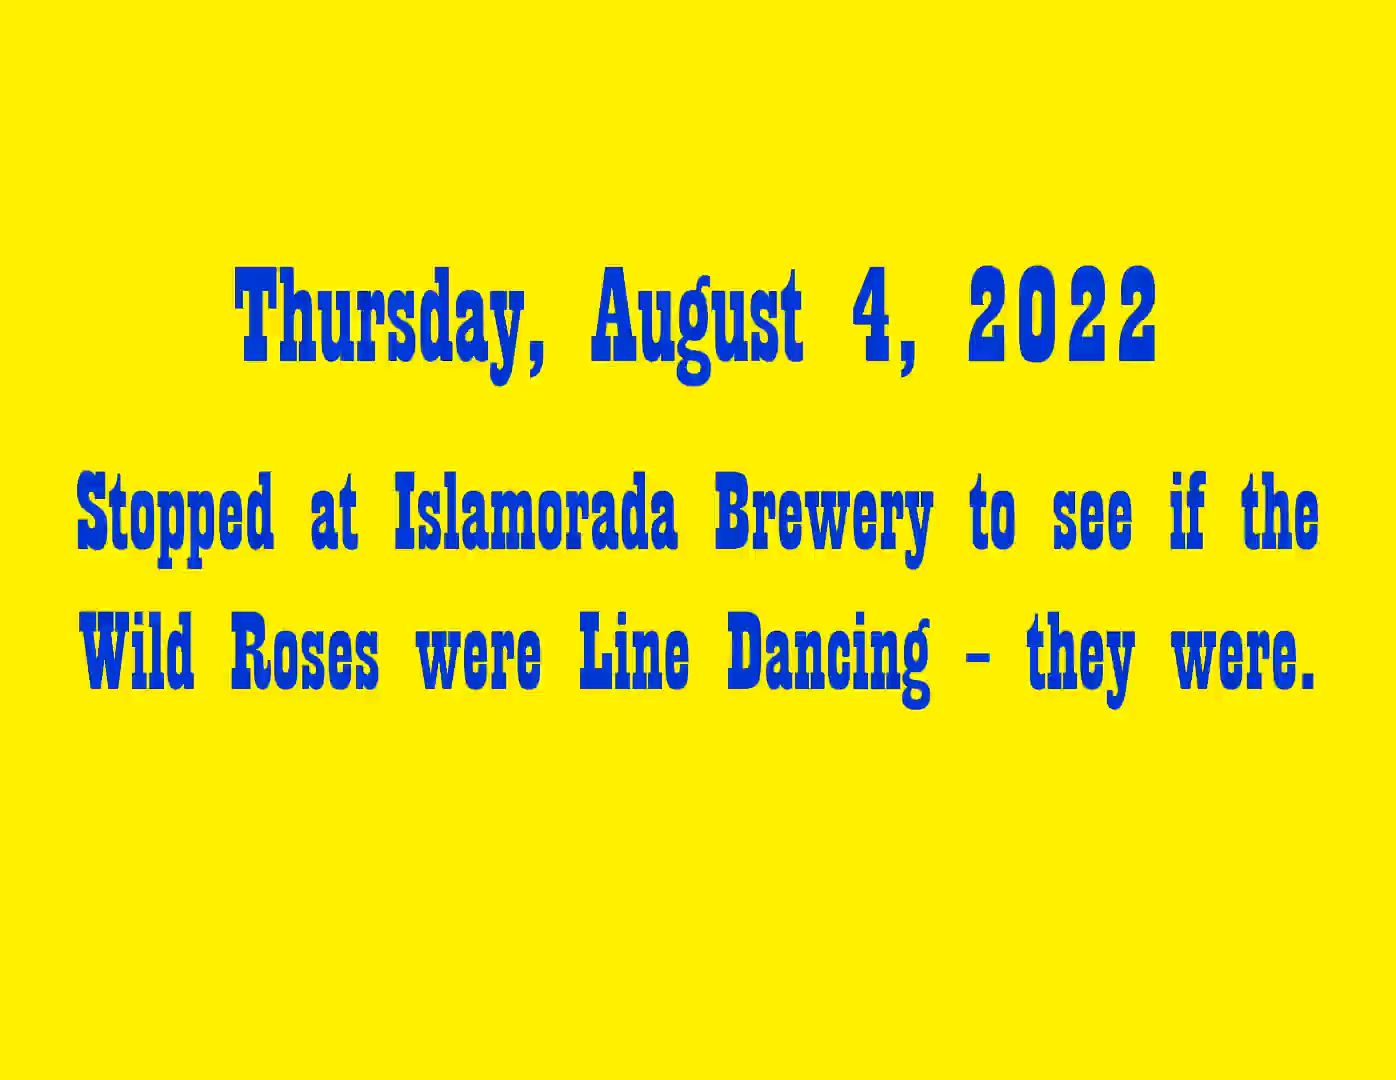 Thursday, August 4, 2022
Stopped at Islamorada Brewery to see if the
Wild Roses were Line Dancing – they were.